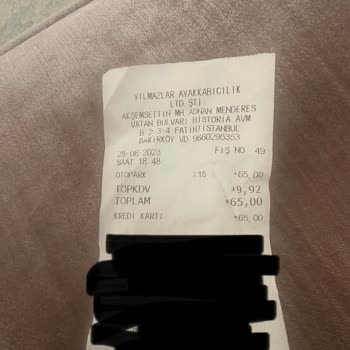 YILMAZLAR AYAKKABICILIK
LTD.ŞTİ
AKŞEMSETTİN MH ADNAN MENDERES
VATAN BULVARI HISTORIA AVM
B 2-3-4 FATİH/İSTANBUL
BAKIRKÖY VD 9660295353
28-06-2023 FİŞ NO 49
SAAT 18 48
OTOPARK %18 *65,00
TOPKDV *9,92
TOPLAM *65,00
KREDİ KARTI *65,00